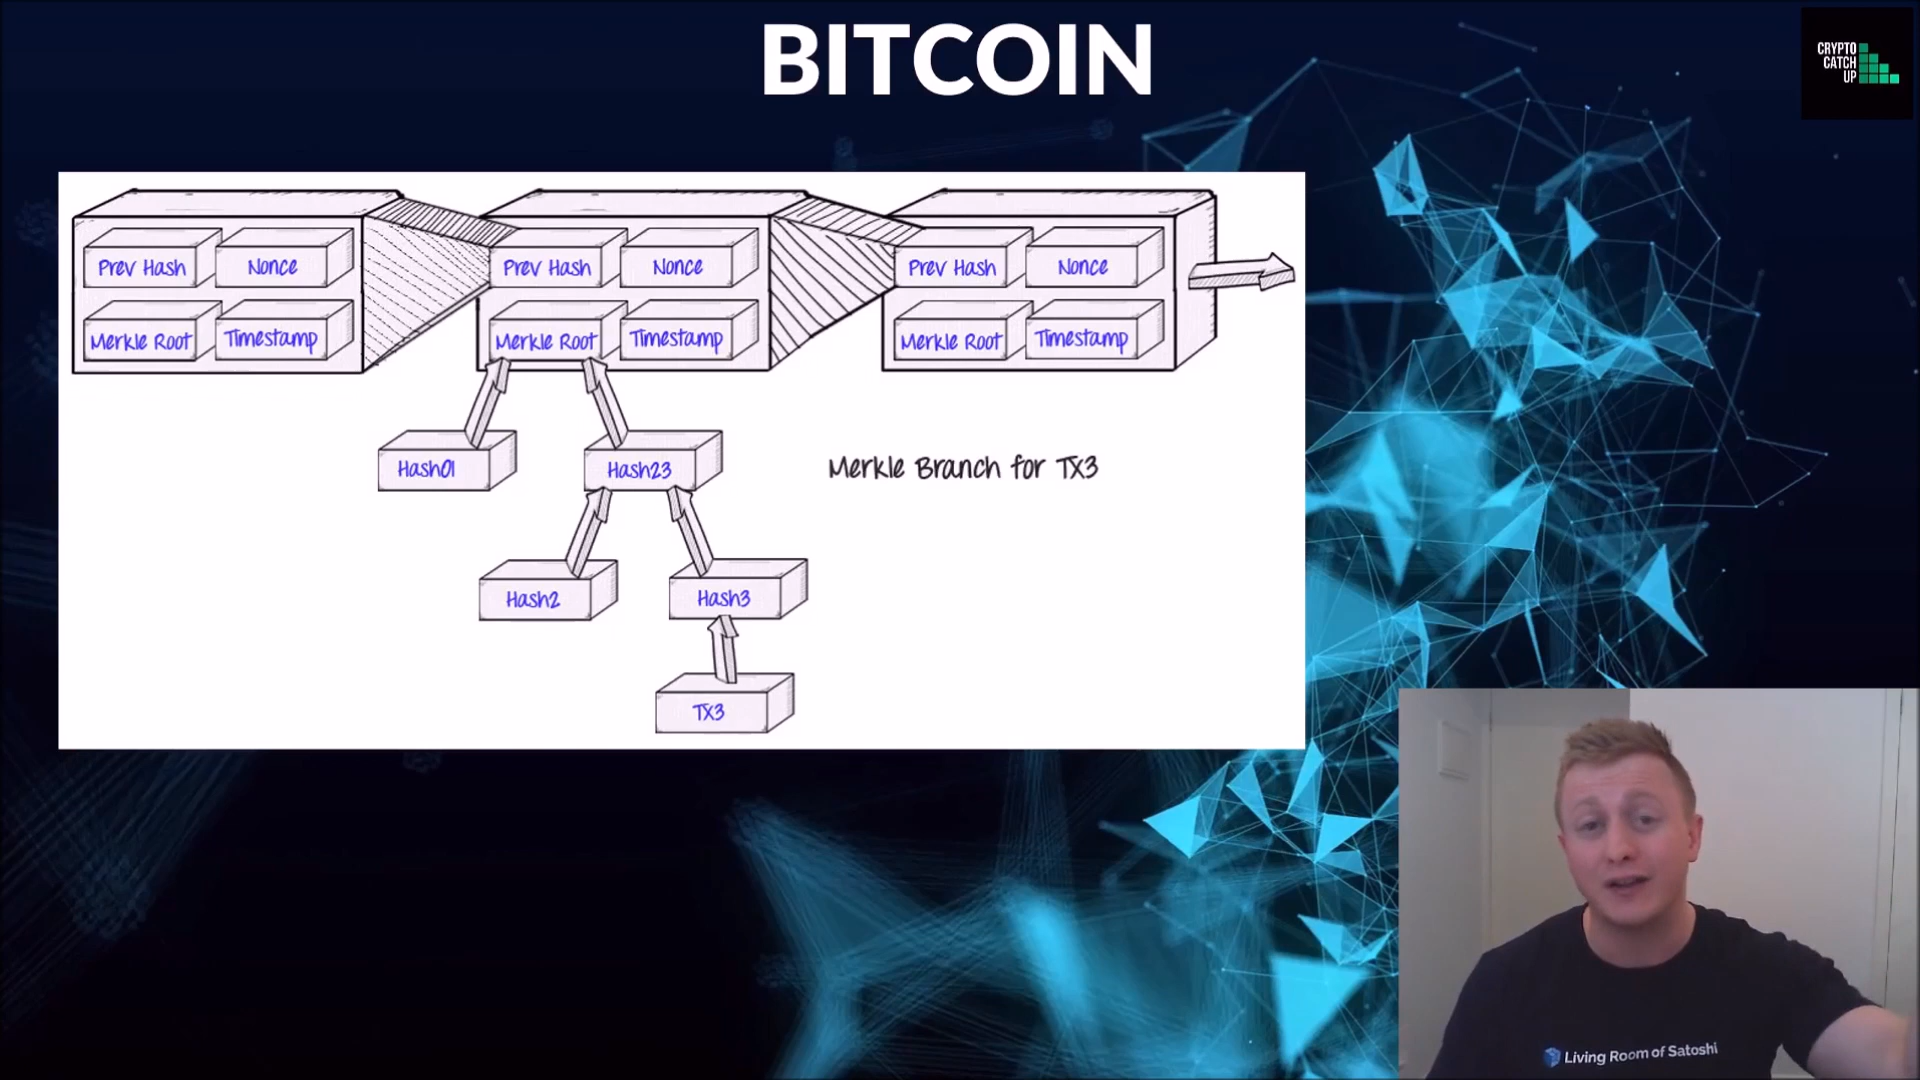 BITCOIN
CRYPTO
CATCH
UP
Prev Hash
Nonce
Merkle Root
Timestamp
Prev Hash
Nonce
Merkle Root
Timestamp
Prev Hash
Nonce
Merkle Root
Timestamp
Hash01
Hash23
Merkle Branch for TX3
Hash2
Hash3
TX3
Living Room of Satoshi